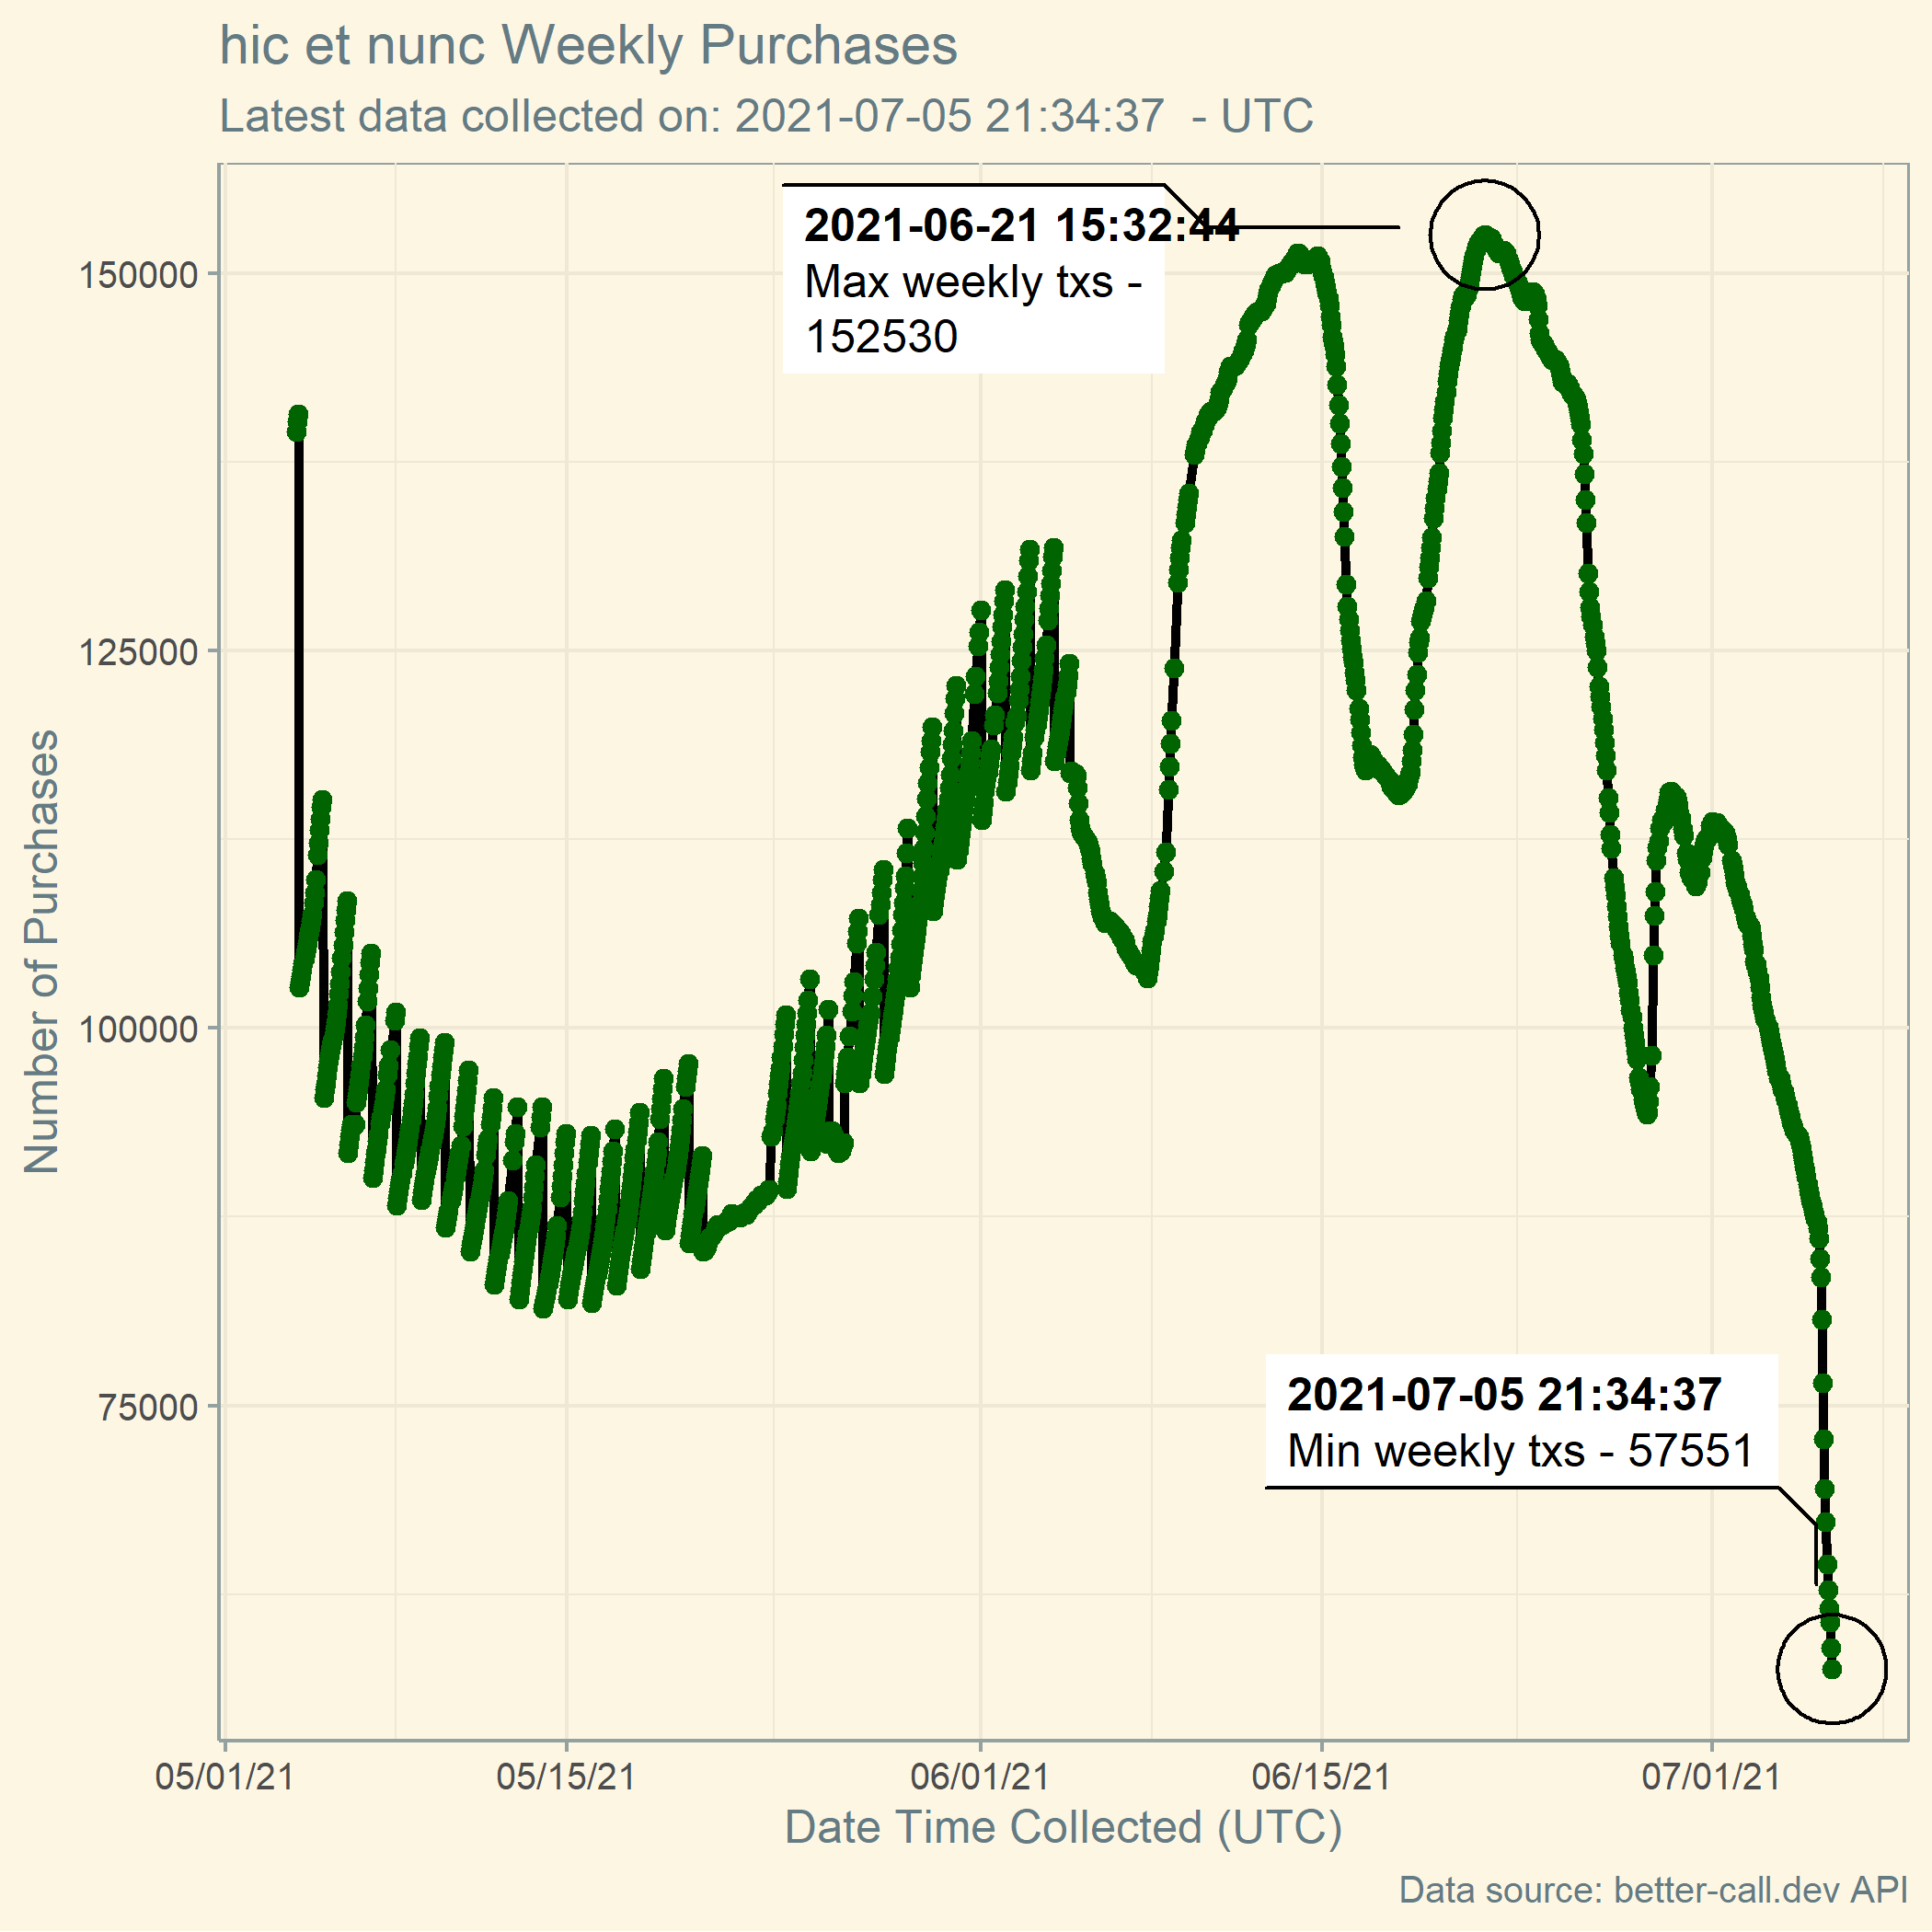 hic et nunc Weekly Purchases
Latest data collected on: 2021-07-05 21:34:37  - UTC
2021-06-21 15:32:44
Max weekly txs -
152530
150000
125000
100000
75000
Number of Purchases
2021-07-05 21:34:37
Min weekly txs - 57551
05/01/21
05/15/21
06/01/21
06/15/21
07/01/21
Date Time Collected (UTC)
Data source: better-call.dev API